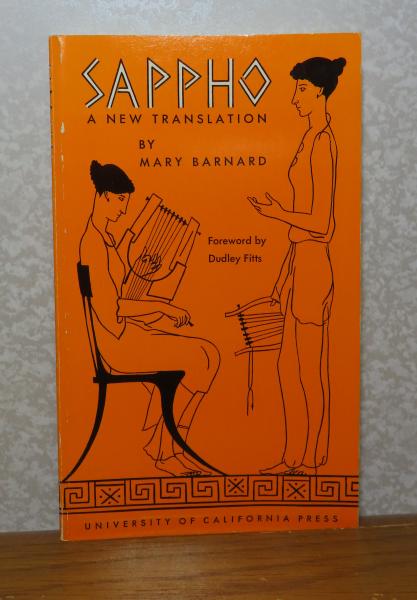 SAPPHO
A NEW TRANSLATION
BY
MARY BARNARD
Foreword by
Dudley Fitts
UNIVERSITY OF CALIFORNIA PRESS